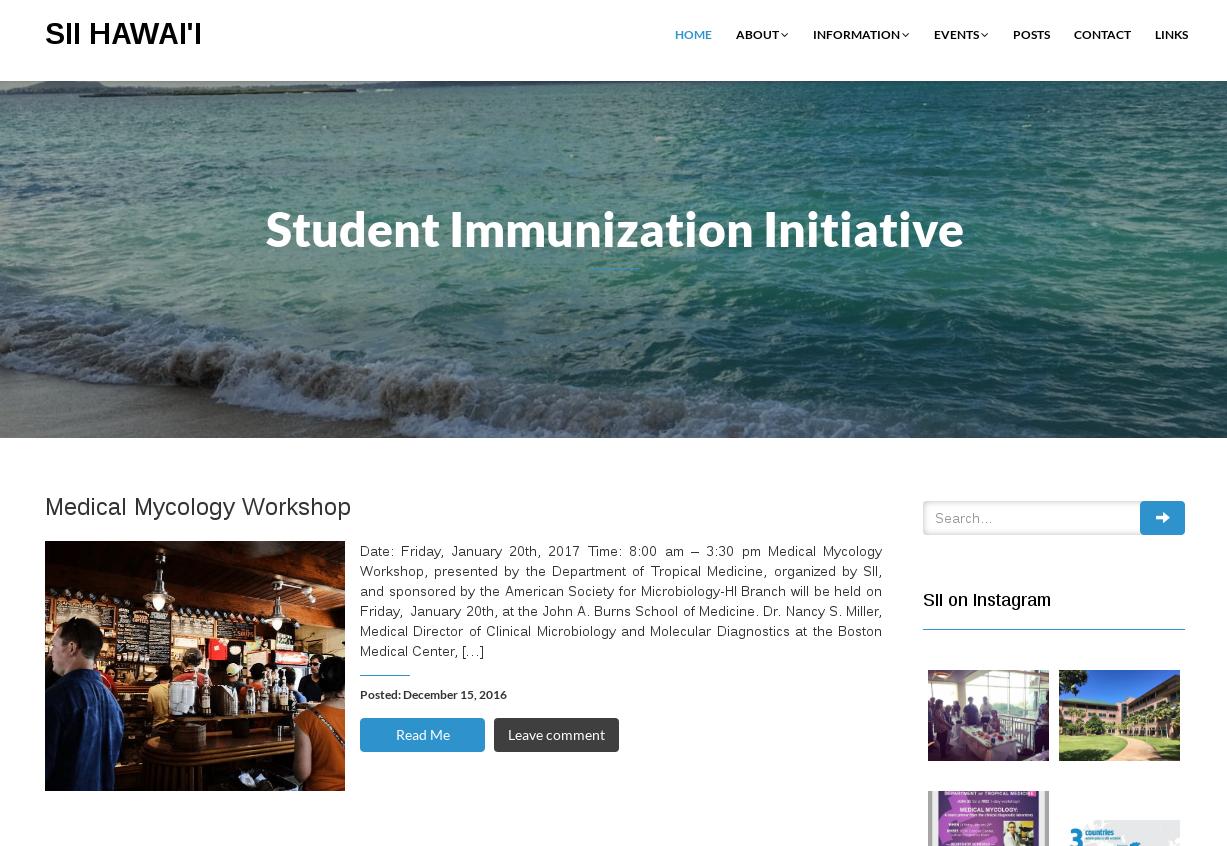 SII HAWAI'I
HOME
ABOUT
INFORMATION
EVENTS
POSTS
CONTACT
LINKS
Student Immunization Initiative
Medical Mycology Workshop
Date: Friday, January 20th, 2017 Time: 8:00 am – 3:30 pm Medical Mycology
Workshop, presented by the Department of Tropical Medicine, organized by SII,
and sponsored by the American Society for Microbiology-HI Branch will be held on
Friday, January 20th, at the John A. Burns School of Medicine. Dr. Nancy S. Miller,
Medical Director of Clinical Microbiology and Molecular Diagnostics at the Boston
Medical Center, […]
Posted: December 15, 2016
Read Me
Leave comment
Search...
SII on Instagram
DEPARTMENT OF TROPICAL MEDICINE
MEDICAL MYCOLOGY:
3 countries